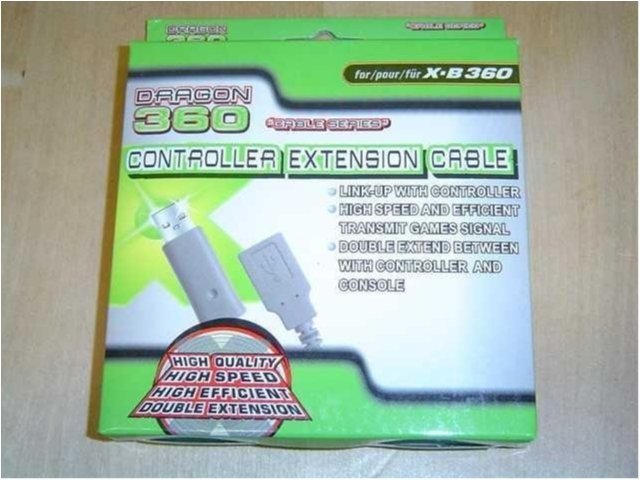 DRAGON
360
"CABLE SERIES"
for/pour/für X·B 360
DRAGON
360
"CABLE SERIES"
CONTROLLER EXTENSION CABLE
LINK-UP WITH CONTROLLER
HIGH SPEED AND EFFICIENT
TRANSMIT GAMES SIGNAL
DOUBLE EXTEND BETWEEN
WITH CONTROLLER AND
CONSOLE
HIGH QUALITY
HIGH SPEED
HIGH EFFICIENT
DOUBLE EXTENSION